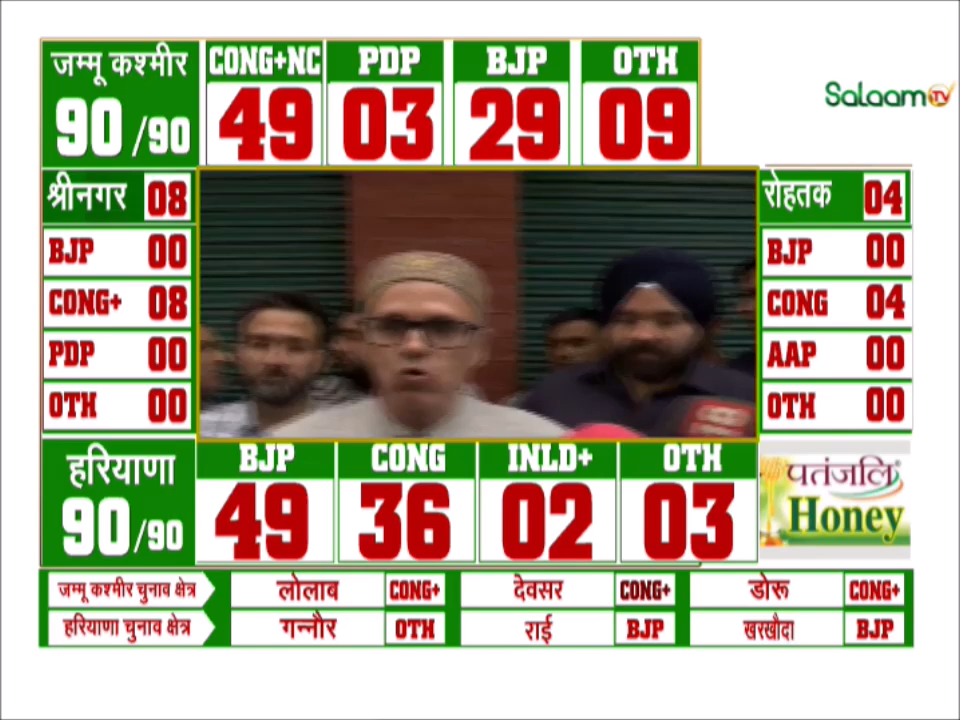 जम्मू कश्मीर CONG+NC PDP BJP OTH
90/90 49 03 29 09
SalaamTV
श्रीनगर 08
BJP 00
CONG+ 08
PDP 00
OTH 00
रोहतक 04
BJP 00
CONG 04
AAP 00
OTH 00
हरियाणा BJP CONG INLD+ OTH
90/90 49 36 02 03
पतंजलि
Honey
जम्मू कश्मीर चुनाव क्षेत्र लोलाब CONG+ देवसर CONG+ डोरू CONG+
हरियाणा चुनाव क्षेत्र गन्नौर OTH राई BJP खरखौदा BJP